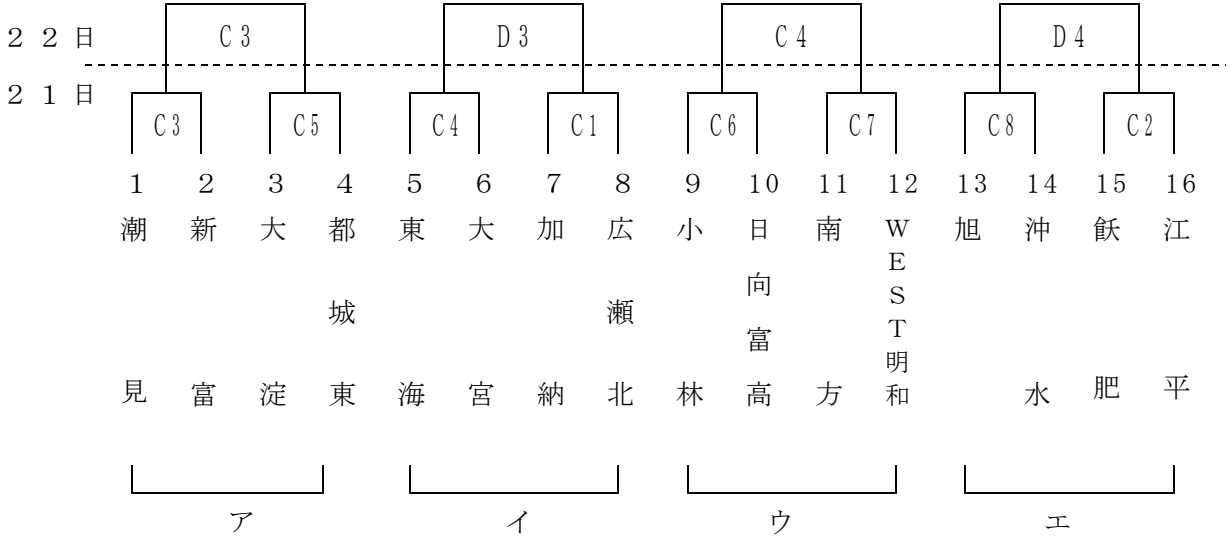 22日 C3 D3 C4 D4
21日
C3 C5 C4 C1 C6 C7 C8 C2
1 2 3 4 5 6 7 8 9 10 11 12 13 14 15 16
潮見
新富
大淀
都城東
東海
大宮
加納
広瀬北
小林
日向富高
南方
WEST明和
旭
沖水
飫肥
江平
ア イ ウ エ